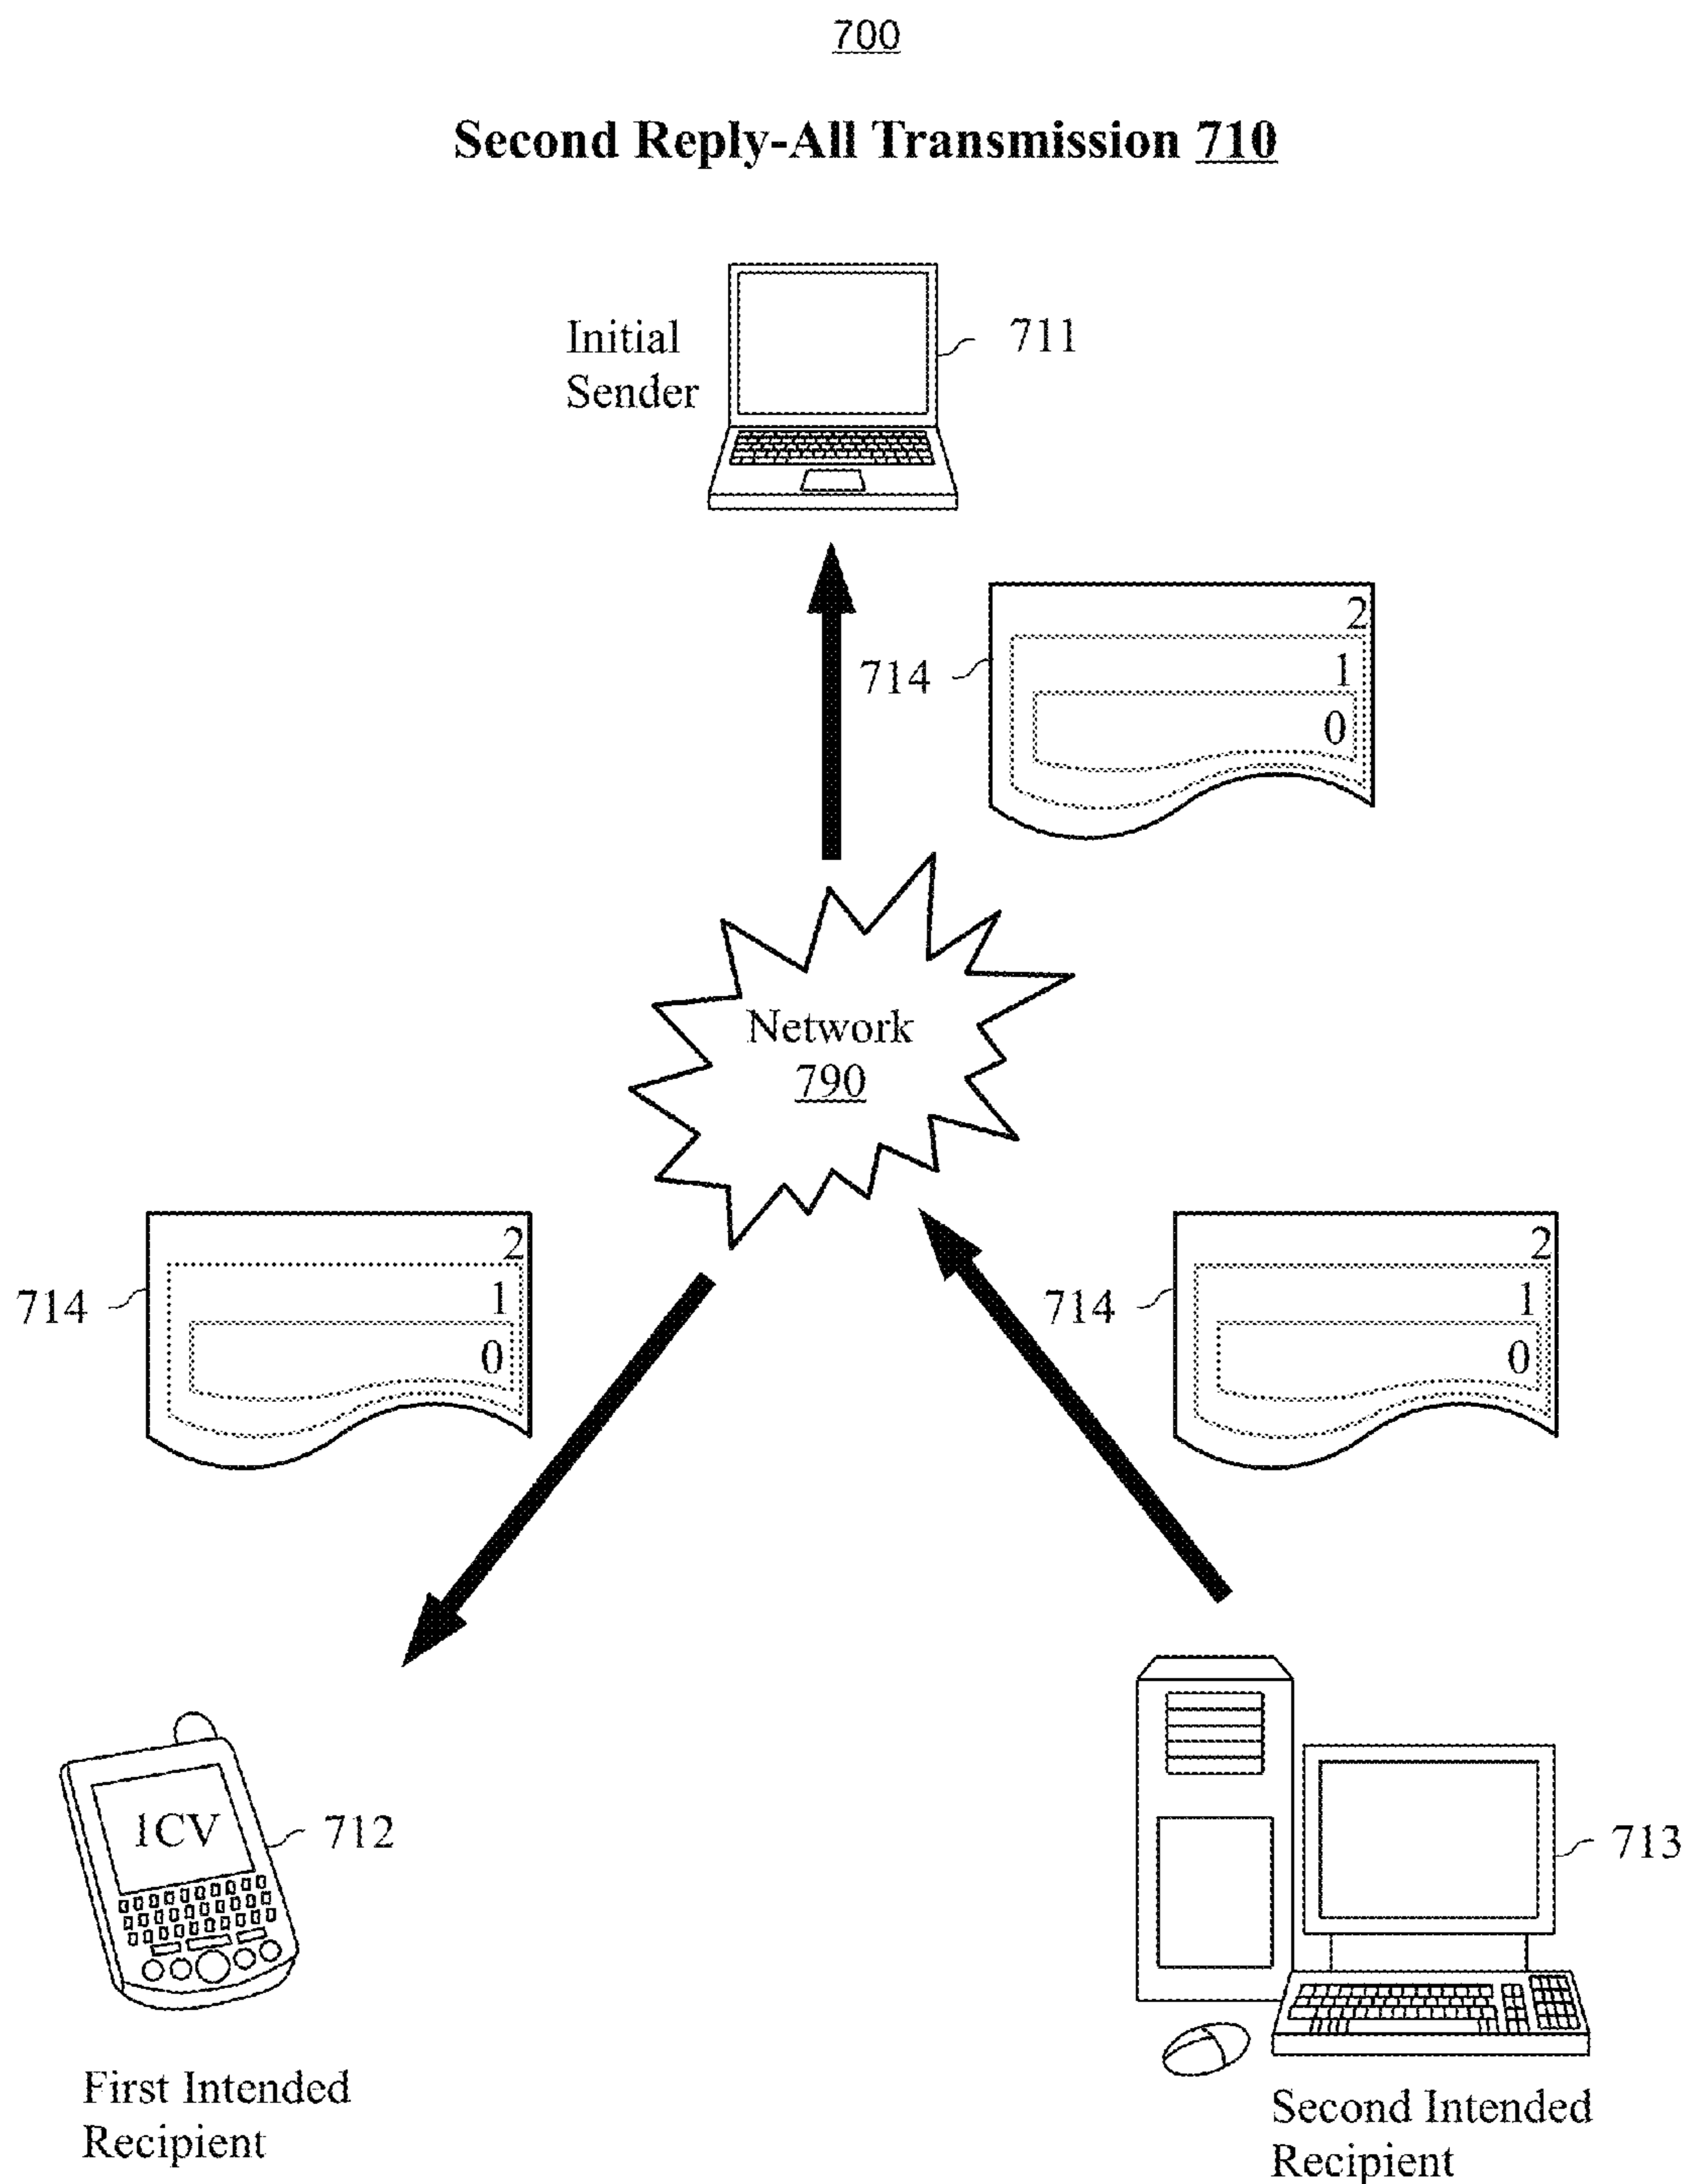 700
Second Reply-All Transmission 710
Initial
Sender
711
714
2
1
0
Network
790
714
2
1
0
714
2
1
0
1CV
712
713
First Intended
Recipient
Second Intended
Recipient